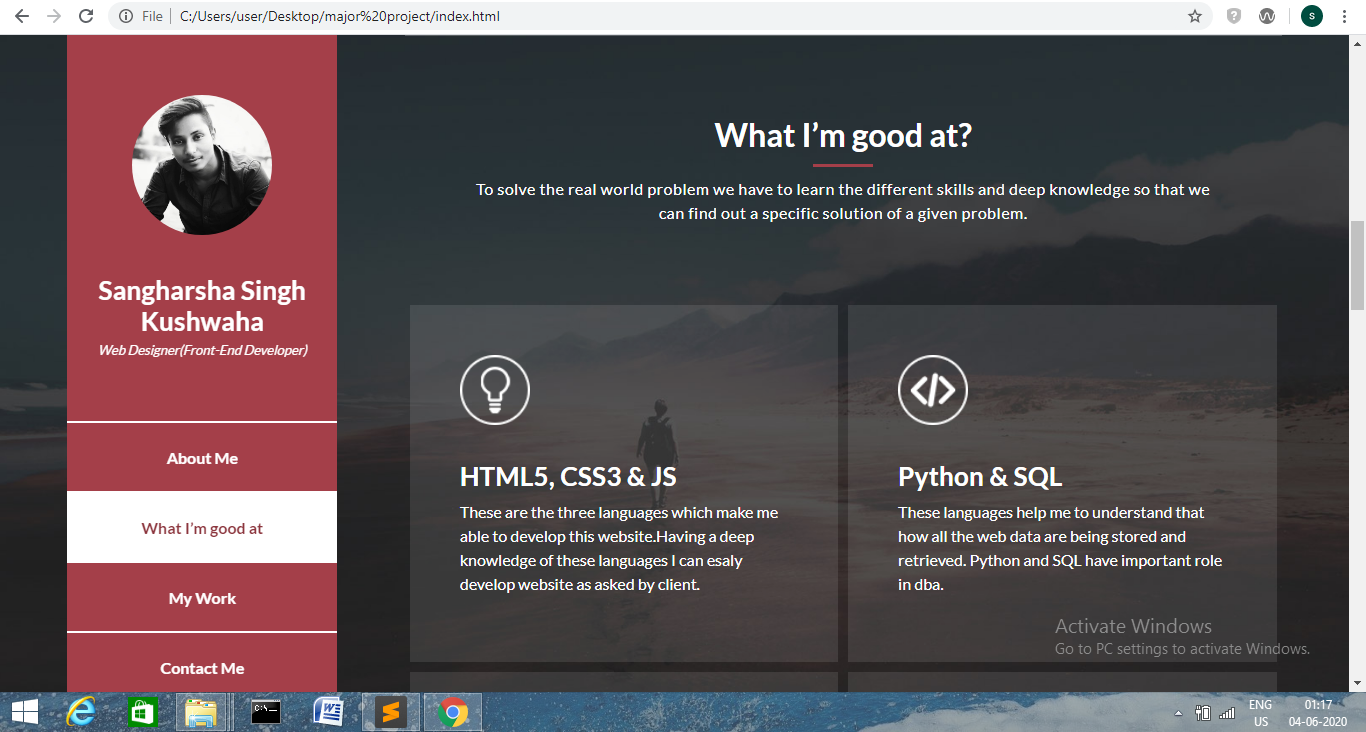 File
C:/Users/user/Desktop/major%20project/index.html
S
Sangharsha Singh
Kushwaha
Web Designer(Front-End Developer)
About Me
What I'm good at
My Work
Contact Me
What I'm good at?
To solve the real world problem we have to learn the different skills and deep knowledge so that we
can find out a specific solution of a given problem.
HTML5, CSS3 & JS
These are the three languages which make me
able to develop this website.Having a deep
knowledge of these languages I can esaly
develop website as asked by client.
Python & SQL
These languages help me to understand that
how all the web data are being stored and
retrieved. Python and SQL have important role
in dba.
Activate Windows
Go to PC settings to activate Windows.
ENG
US
01:17
04-06-2020